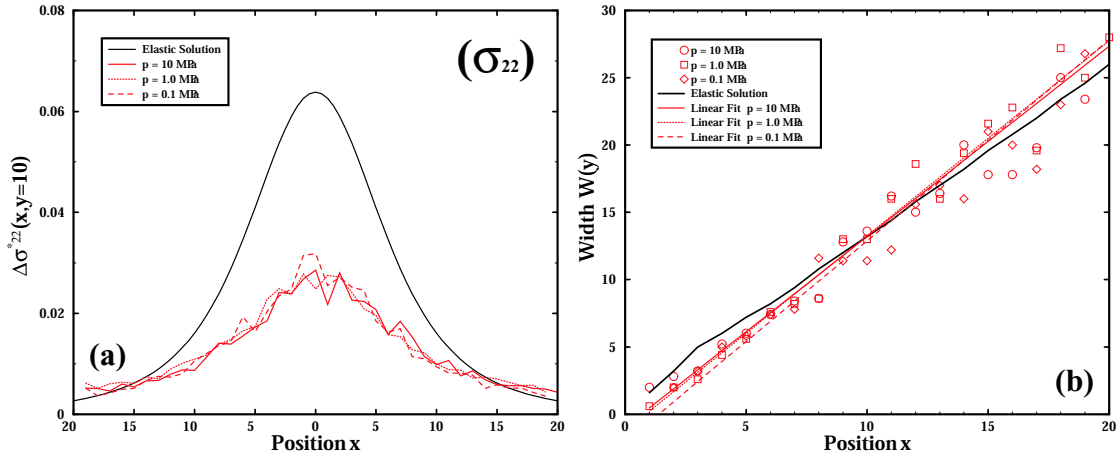 0.08
0.06
0.04
0.02
0
Δσ*22(x,y=10)
Elastic Solution
p = 10 MPa
p = 1.0 MPa
p = 0.1 MPa
(σ22)
(a)
20 15 10 5 0 5 10 15 20
Position x
30
25
20
15
10
5
0
Width W(y)
p = 10 MPa
p = 1.0 MPa
p = 0.1 MPa
Elastic Solution
Linear Fit p = 10 MPa
Linear Fit p = 1.0 MPa
Linear Fit p = 0.1 MPa
(b)
0 5 10 15 20
Position x